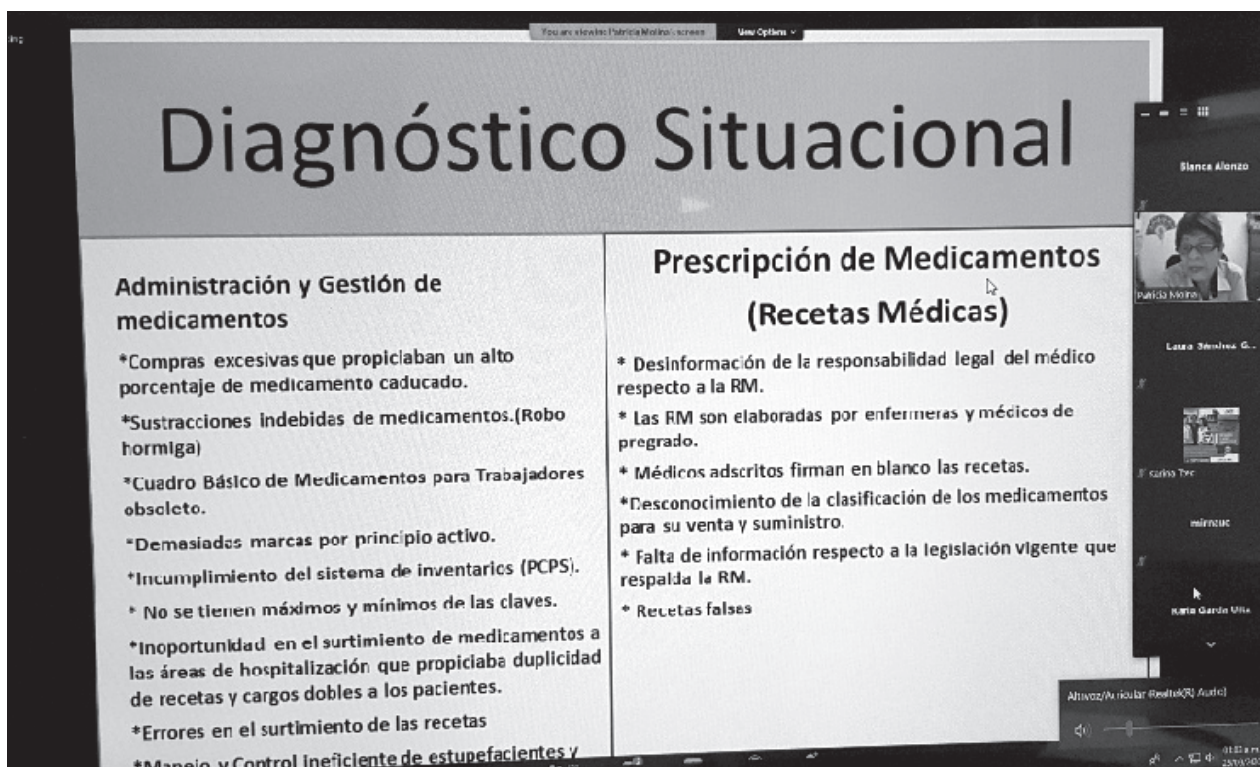 You are viewing Patricia Molina's screen
View Options
Diagnóstico Situacional
Administración y Gestión de
medicamentos
*Compras excesivas que propiciaban un alto
porcentaje de medicamento caducado.
*Sustracciones indebidas de medicamentos.(Robo
hormiga)
*Cuadro Básico de Medicamentos para Trabajadores
obsoleto.
*Demasiadas marcas por principio activo.
*Incumplimiento del sistema de inventarios (PCPS).
* No se tienen máximos y mínimos de las claves.
*Inoportunidad en el surtimiento de medicamentos a
las áreas de hospitalización que propiciaba duplicidad
de recetas y cargos dobles a los pacientes.
*Errores en el surtimiento de las recetas
*Manejo y Control ineficiente de estupefacientes y
Prescripción de Medicamentos
(Recetas Médicas)
* Desinformación de la responsabilidad legal del médico
respecto a la RM.
* Las RM son elaboradas por enfermeras y médicos de
pregrado.
* Médicos adscritos firman en blanco las recetas.
*Desconocimiento de la clasificación de los medicamentos
para su venta y suministro.
* Falta de información respecto a la legislación vigente que
respalda la RM.
* Recetas falsas
Blanca Alonzo
Patricia Molina
Laura Sánchez G...
Karina
Altavoz/Auricular (Realtek(R) Audio)